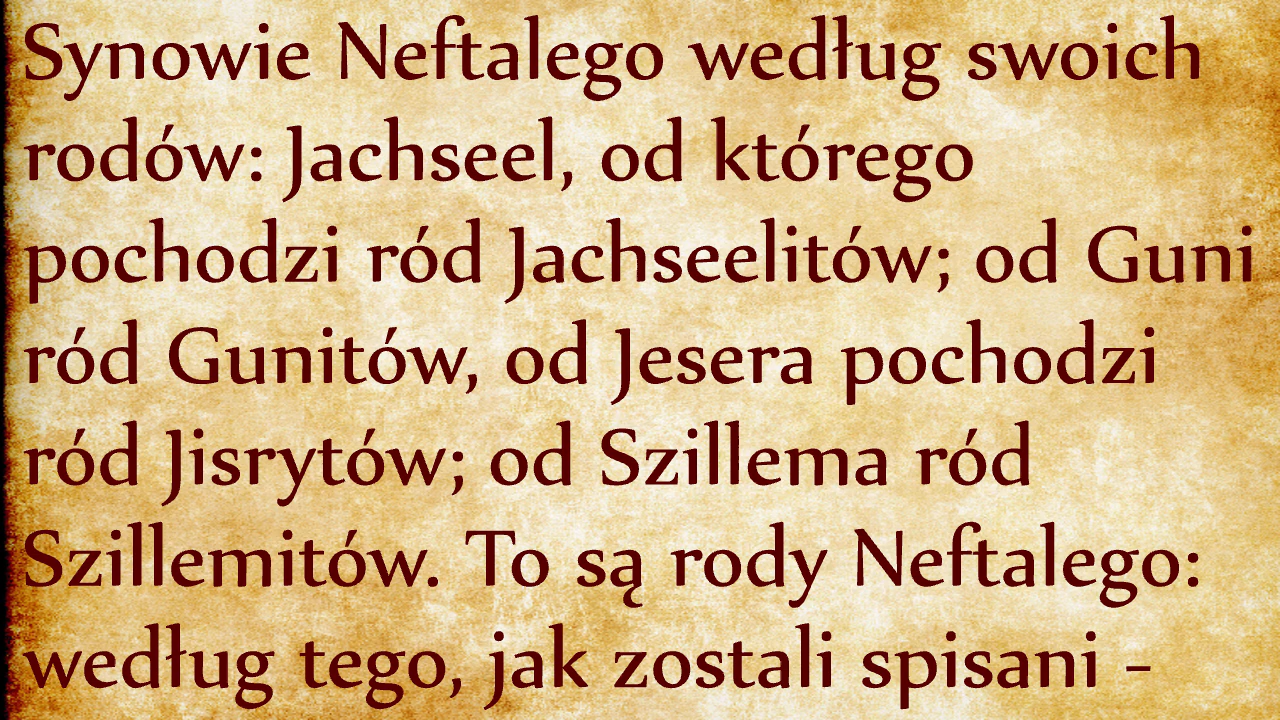 Synowie Neftalego według swoich
rodów: Jachseel, od którego
pochodzi ród Jachseelitów; od Guni
ród Gunitów, od Jesera pochodzi
ród Jisrytów; od Szillema ród
Szillemitów. To są rody Neftalego:
według tego, jak zostali spisani -